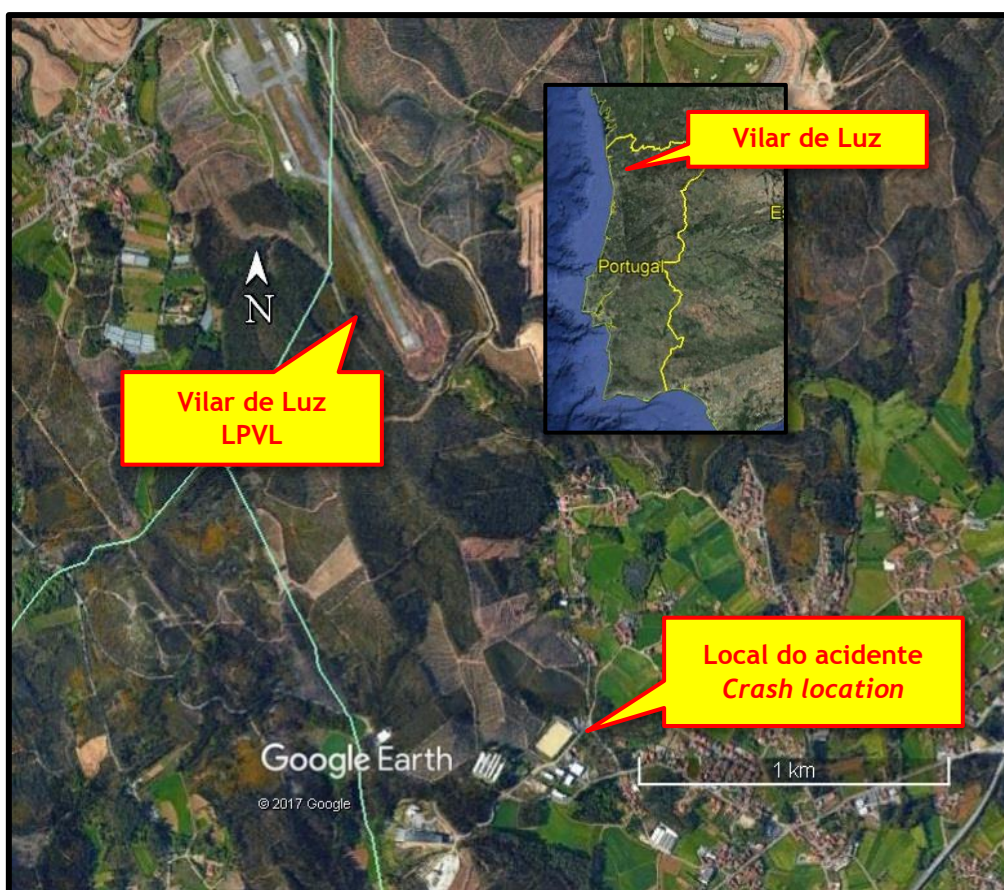 Vilar de Luz
E
Portugal
N
Vilar de Luz
LPVL
Local do acidente
Crash location
Google Earth
1 km
© 2017 Google